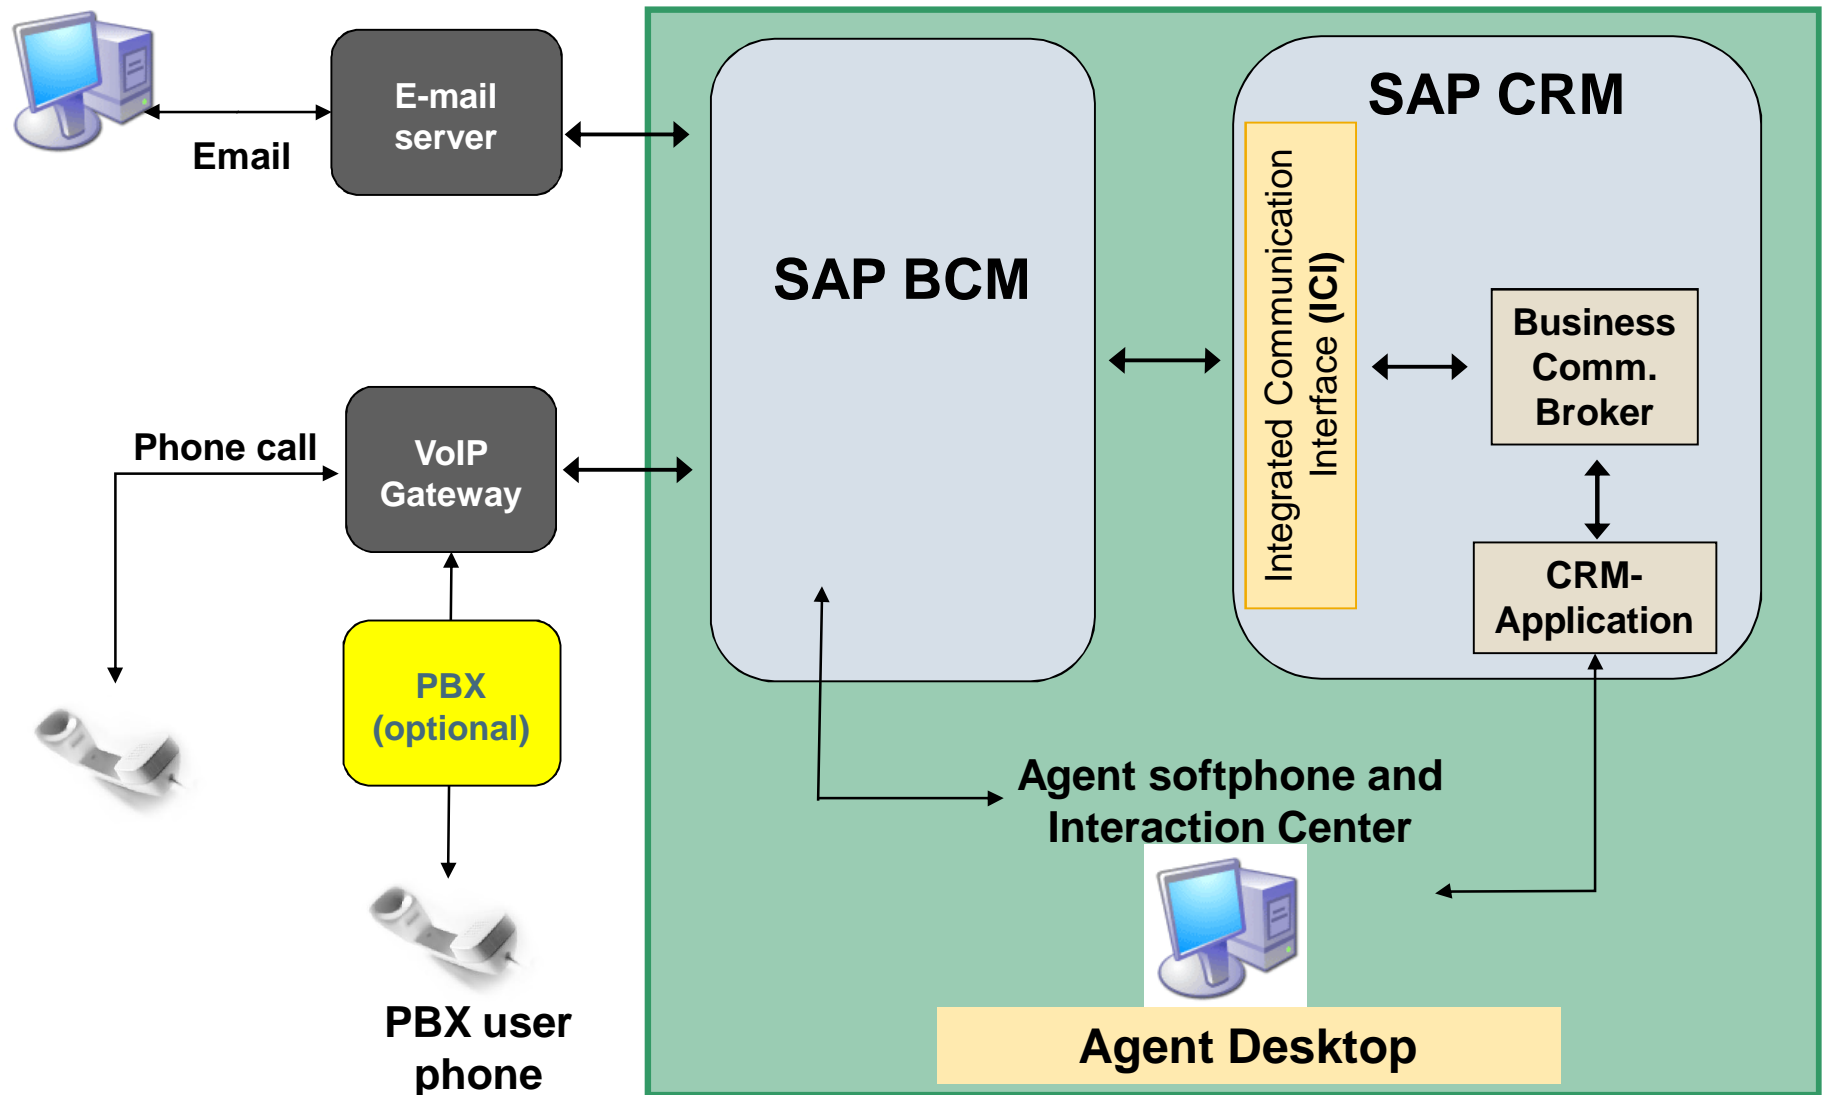 E-mail
server
Email
SAP BCM
SAP CRM
Integrated Communication
Interface (ICI)
Business
Comm.
Broker
CRM-
Application
Phone call
VoIP
Gateway
PBX
(optional)
PBX user
phone
Agent softphone and
Interaction Center
Agent Desktop